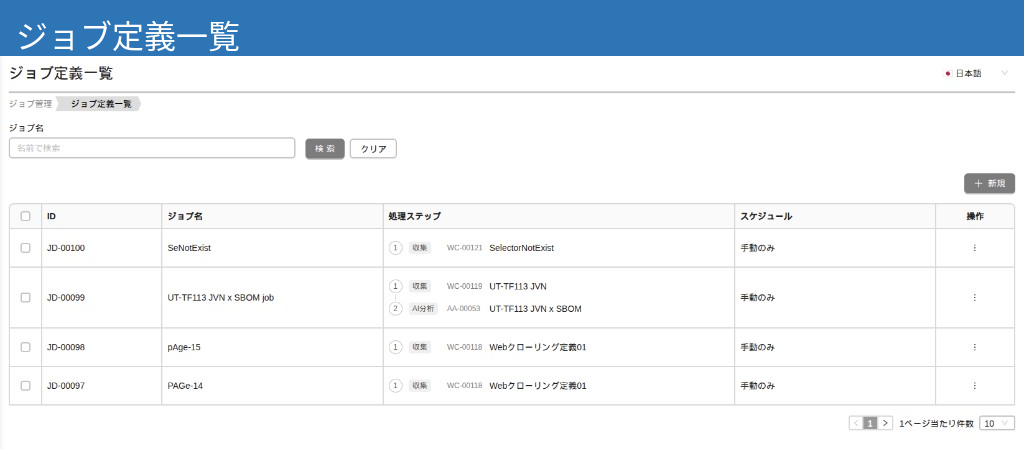 ジョブ定義一覧
ジョブ定義一覧 日本語
ジョブ管理 ジョブ定義一覧
ジョブ名
名前で検索 検 索 クリア
＋ 新規
ID ジョブ名 処理ステップ スケジュール 操作
JD-00100 SeNotExist 1 収集 WC-00121 SelectorNotExist 手動のみ
JD-00099 UT-TF113 JVN x SBOM job 1 収集 WC-00119 UT-TF113 JVN 手動のみ
2 AI分析 AA-00053 UT-TF113 JVN x SBOM
JD-00098 pAge-15 1 収集 WC-00118 Webクローリング定義01 手動のみ
JD-00097 PAGe-14 1 収集 WC-00118 Webクローリング定義01 手動のみ
1 1ページ当たり件数 10